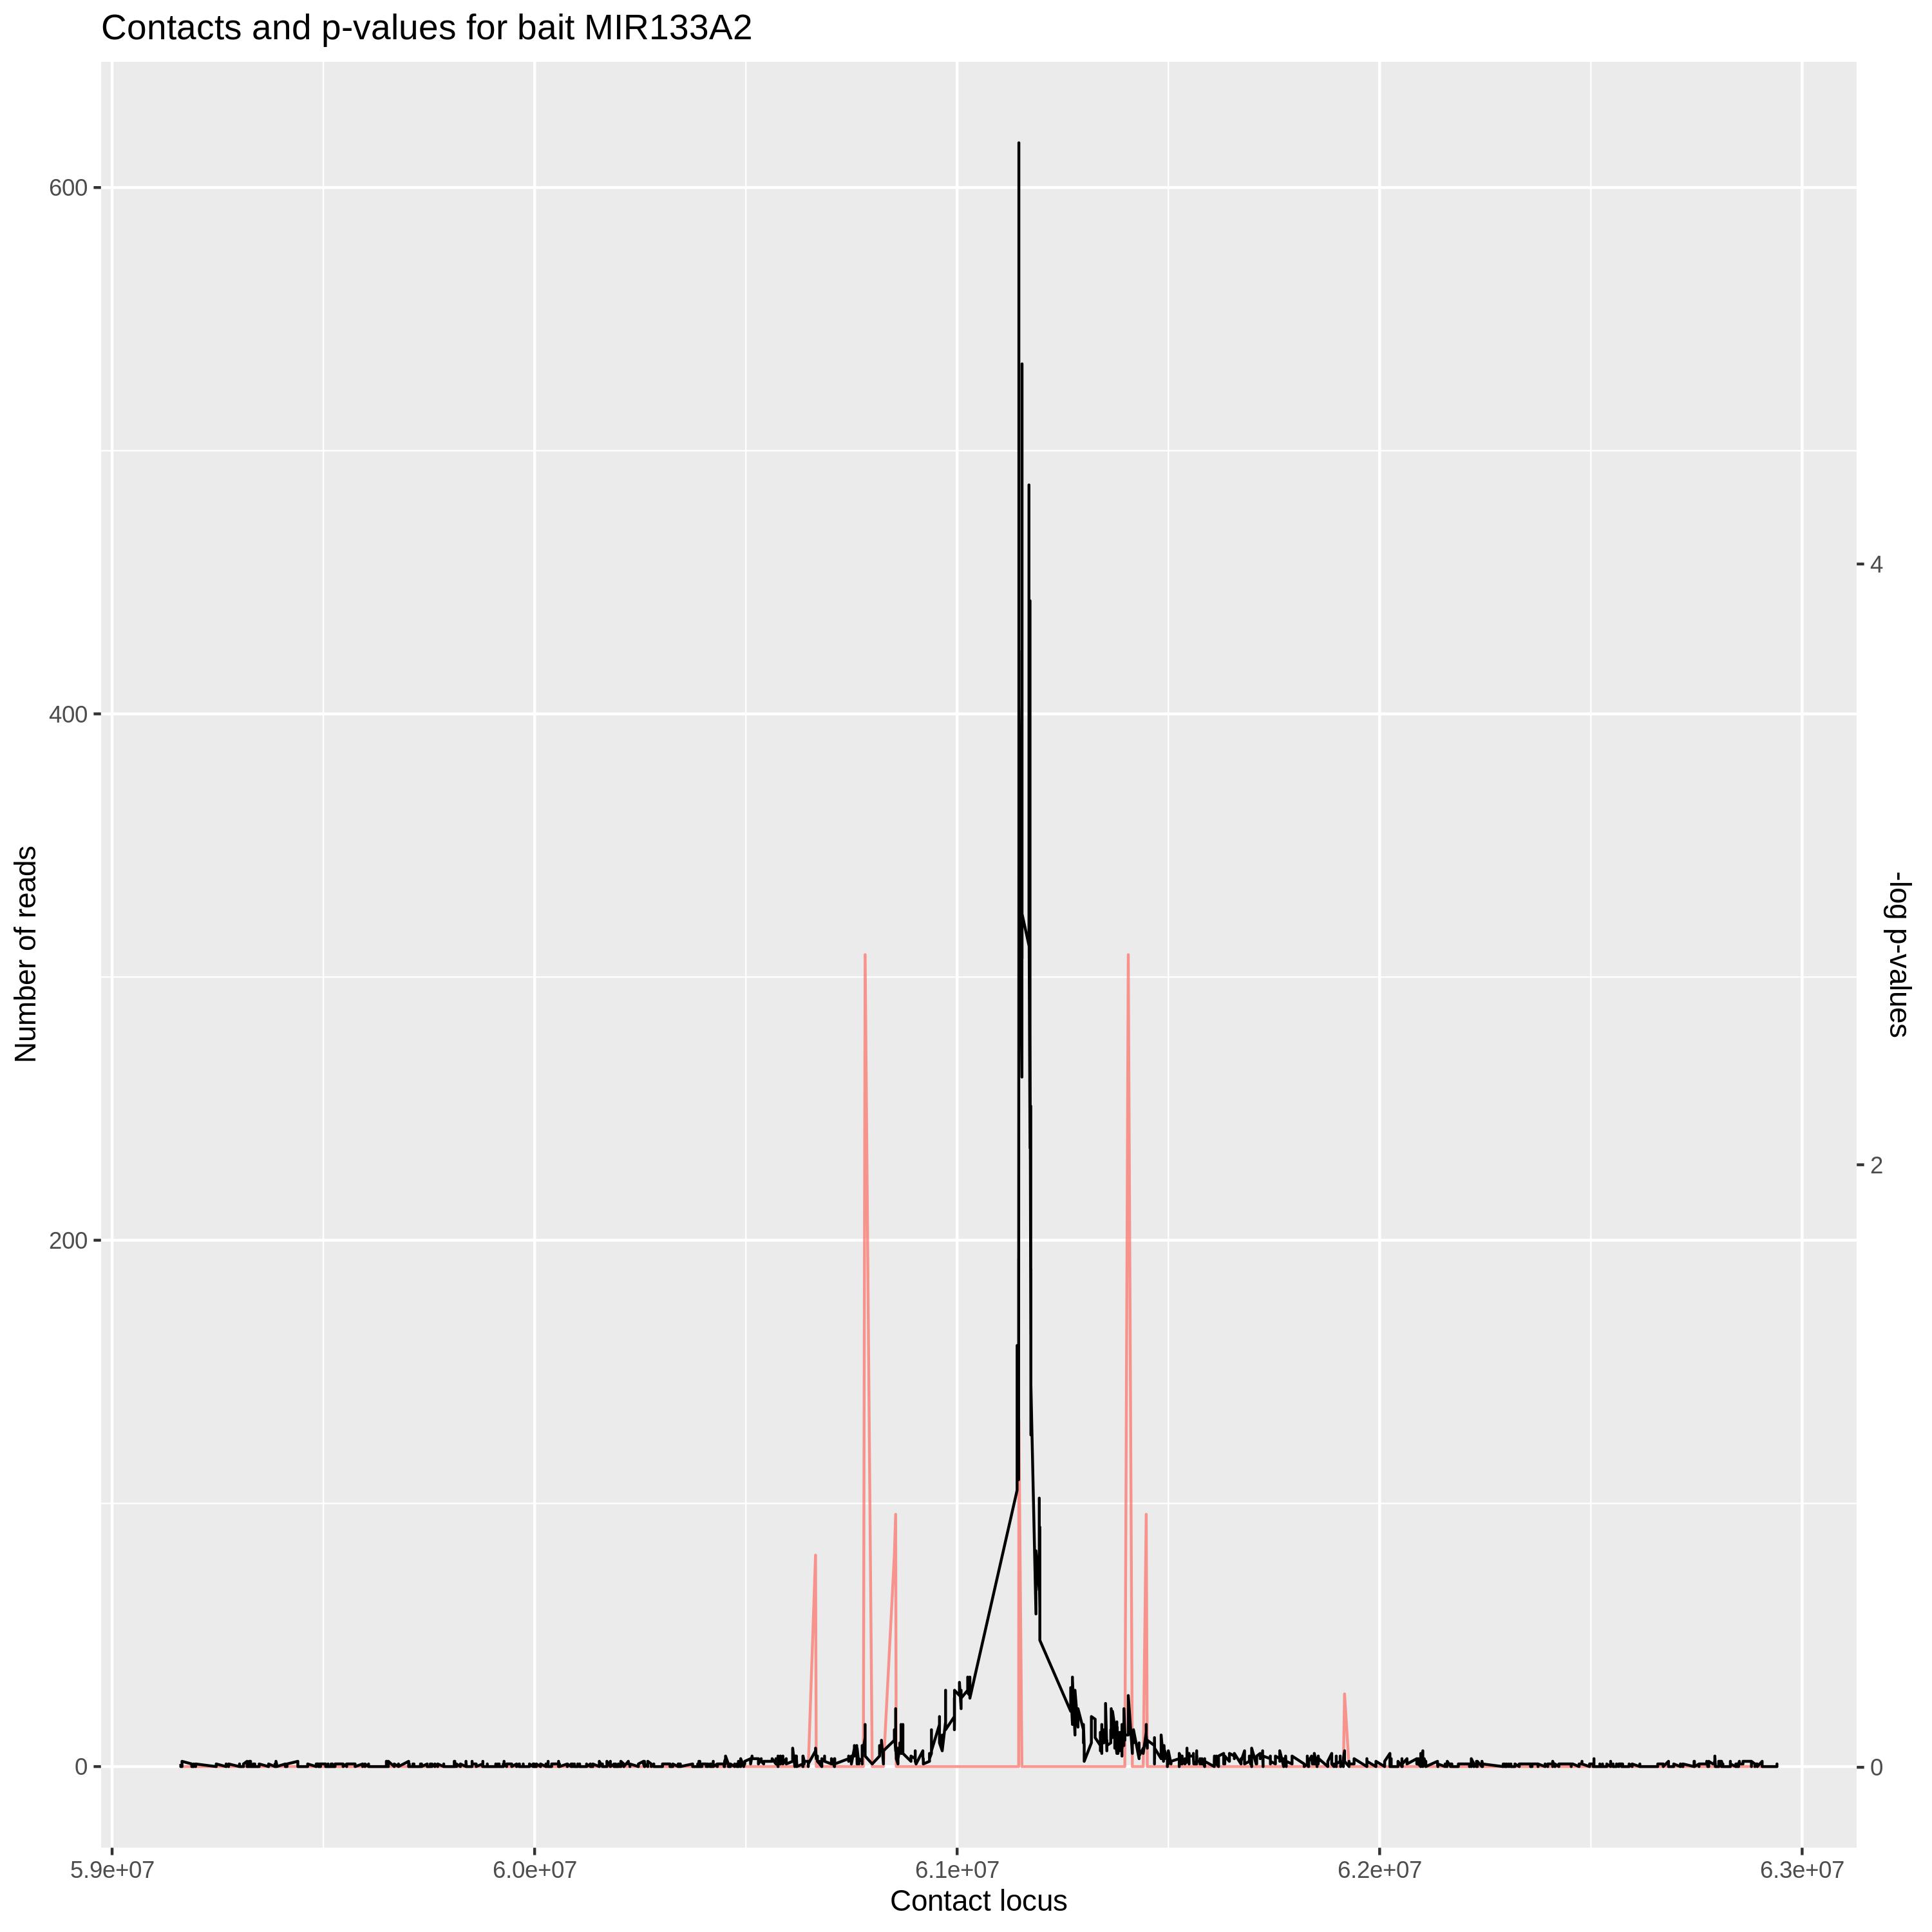 Contacts and p-values for bait MIR133A2
600
400
200
0
Number of reads
4
2
0
-log p-values
5.9e+07
6.0e+07
6.1e+07
6.2e+07
6.3e+07
Contact locus